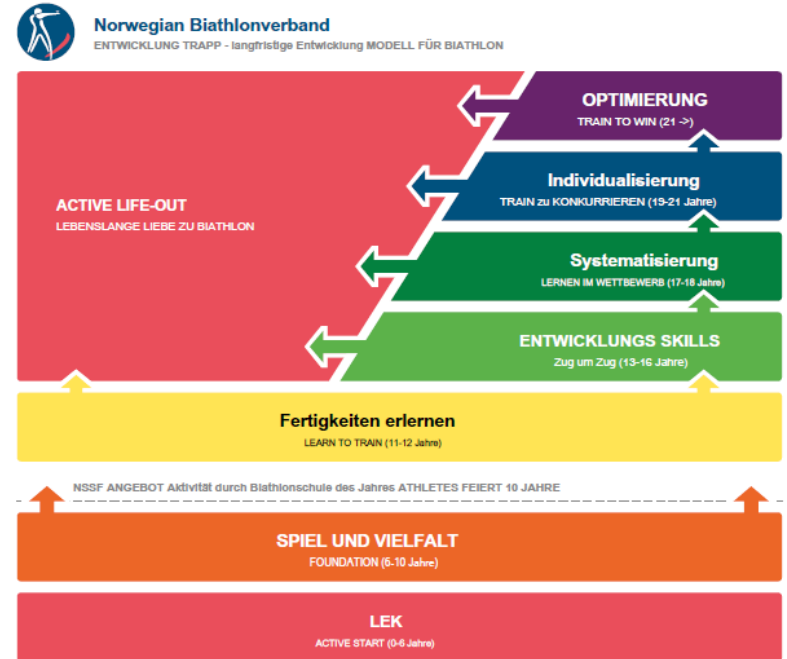 Norwegian Biathlonverband
ENTWICKLUNG TRAPP - langfristige Entwicklung MODELL FÜR BIATHLON
OPTIMIERUNG
TRAIN TO WIN (21 ->)
Individualisierung
TRAIN zu KONKURRIEREN (19-21 Jahre)
ACTIVE LIFE-OUT
LEBENSLANGE LIEBE ZU BIATHLON
Systematisierung
LERNEN IM WETTBEWERB (17-18 Jahre)
ENTWICKLUNGS SKILLS
Zug um Zug (13-16 Jahre)
Fertigkeiten erlernen
LEARN TO TRAIN (11-12 Jahre)
NSSF ANGEBOT Aktivität durch Biathlonschule des Jahres ATHLETES FEIERT 10 JAHRE
SPIEL UND VIELFALT
FOUNDATION (6-10 Jahre)
LEK
ACTIVE START (0-6 Jahre)